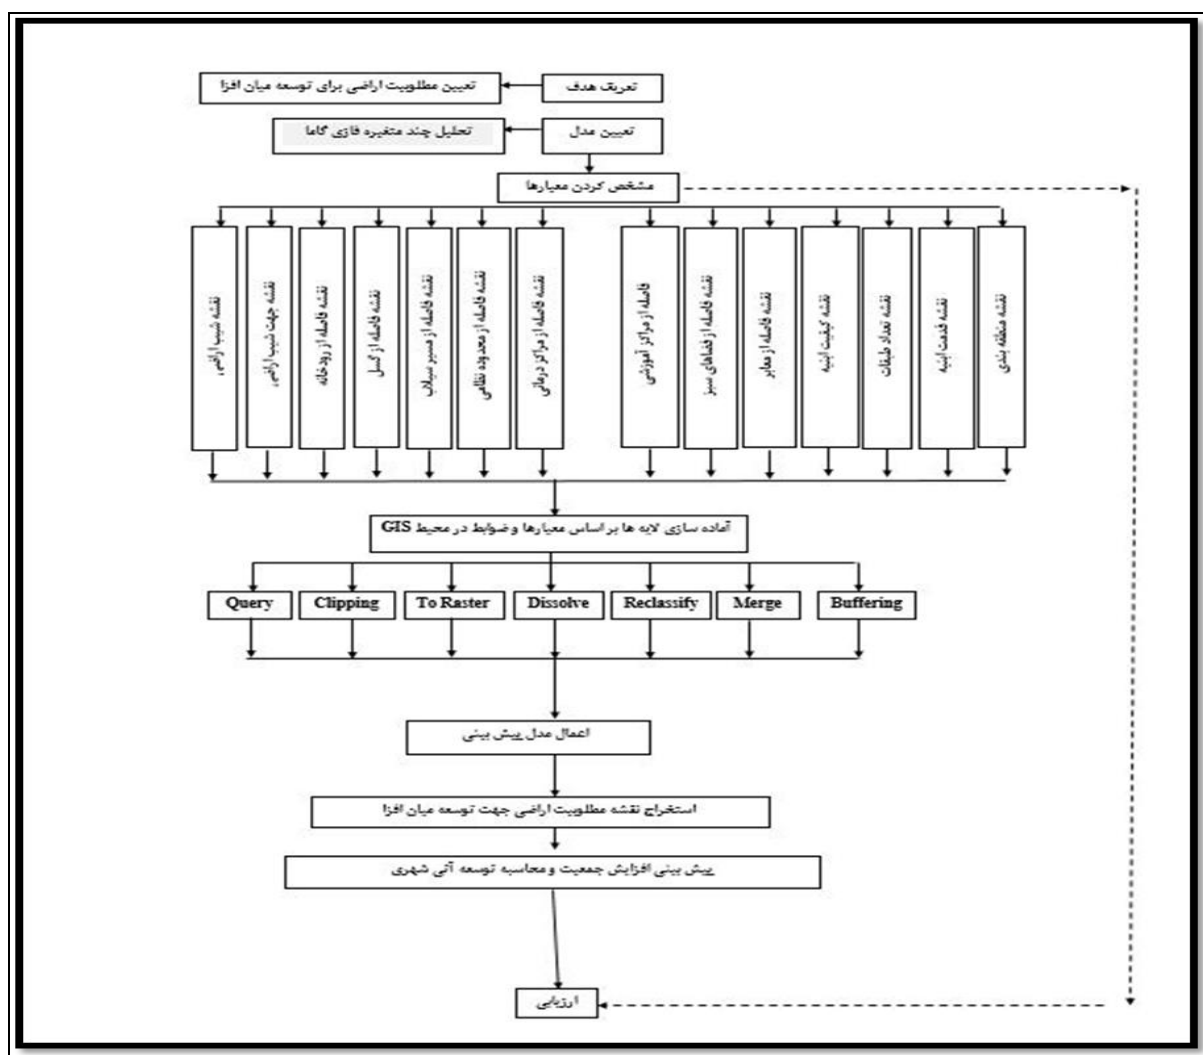 تعریف هدف
تعیین مطلوبیت اراضی برای توسعه میان افزا
تعیین مدل
تحلیل چند متغیره فازی گاما
مشخص کردن معیارها
نقشه منطقه بندی
نقشه قدمت ابنیه
نقشه تعداد طبقات
نقشه کیفیت ابنیه
نقشه فاصله از معابر
نقشه فاصله از فضاهای سبز
فاصله از مراکز آموزشی
نقشه فاصله از مراکز درمانی
نقشه فاصله از محدوده نظامی
نقشه فاصله از مسیر سیلاب
نقشه فاصله از گسل
نقشه فاصله از رودخانه
نقشه جهت شیب اراضی
نقشه شیب اراضی
آماده سازی لایه ها بر اساس معیارها و ضوابط در محیط GIS
Query
Clipping
To Raster
Dissolve
Reclassify
Merge
Buffering
اعمال مدل پیش بینی
استخراج نقشه مطلوبیت اراضی جهت توسعه میان افزا
پیش بینی افزایش جمعیت و محاسبه توسعه آتی شهری
ارزیابی